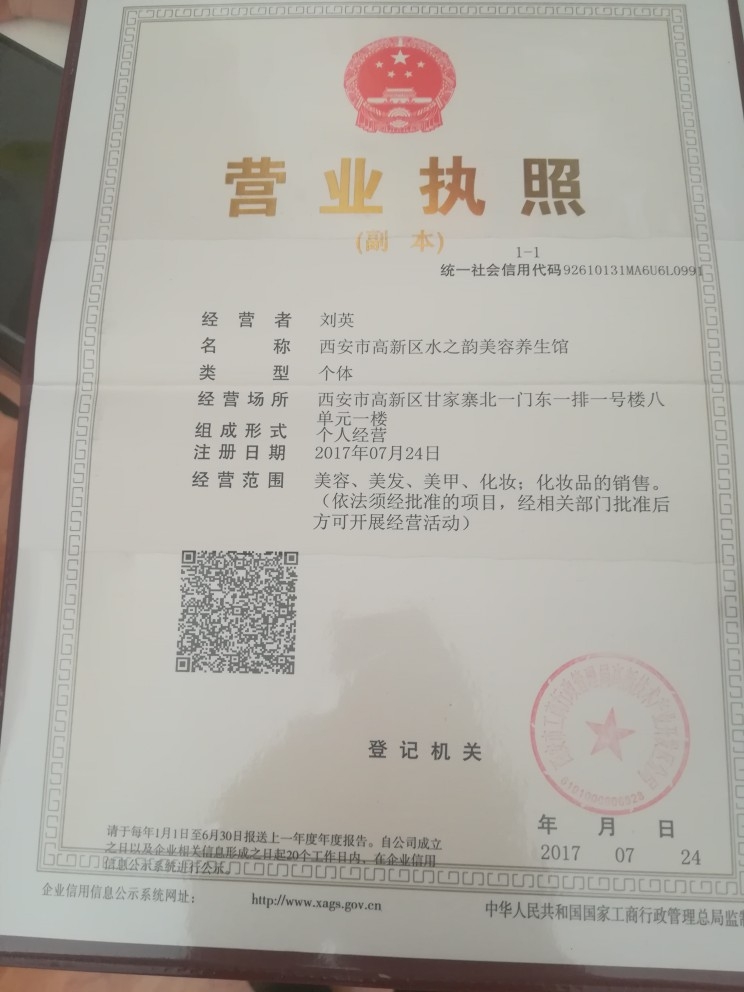 营业执照
(副 本)
1-1
统一社会信用代码92610131MA6U6L0991
经营者 刘英
名称 西安市高新区水之韵美容养生馆
类型 个体
经营场所 西安市高新区甘家寨北一门东一排一号楼八
单元一楼
组成形式 个人经营
注册日期 2017年07月24日
经营范围 美容、美发、美甲、化妆；化妆品的销售。
（依法须经批准的项目，经相关部门批准后
方可开展经营活动）
登记机关
年 月 日
2017 07 24
请于每年1月1日至6月30日报送上一年度年度报告。自公司成立
之日以及企业相关信息形成之日起20个工作日内，在企业信用
信息公示系统进行公示。
企业信用信息公示系统网址： http://www.xags.gov.cn 中华人民共和国国家工商行政管理总局监制